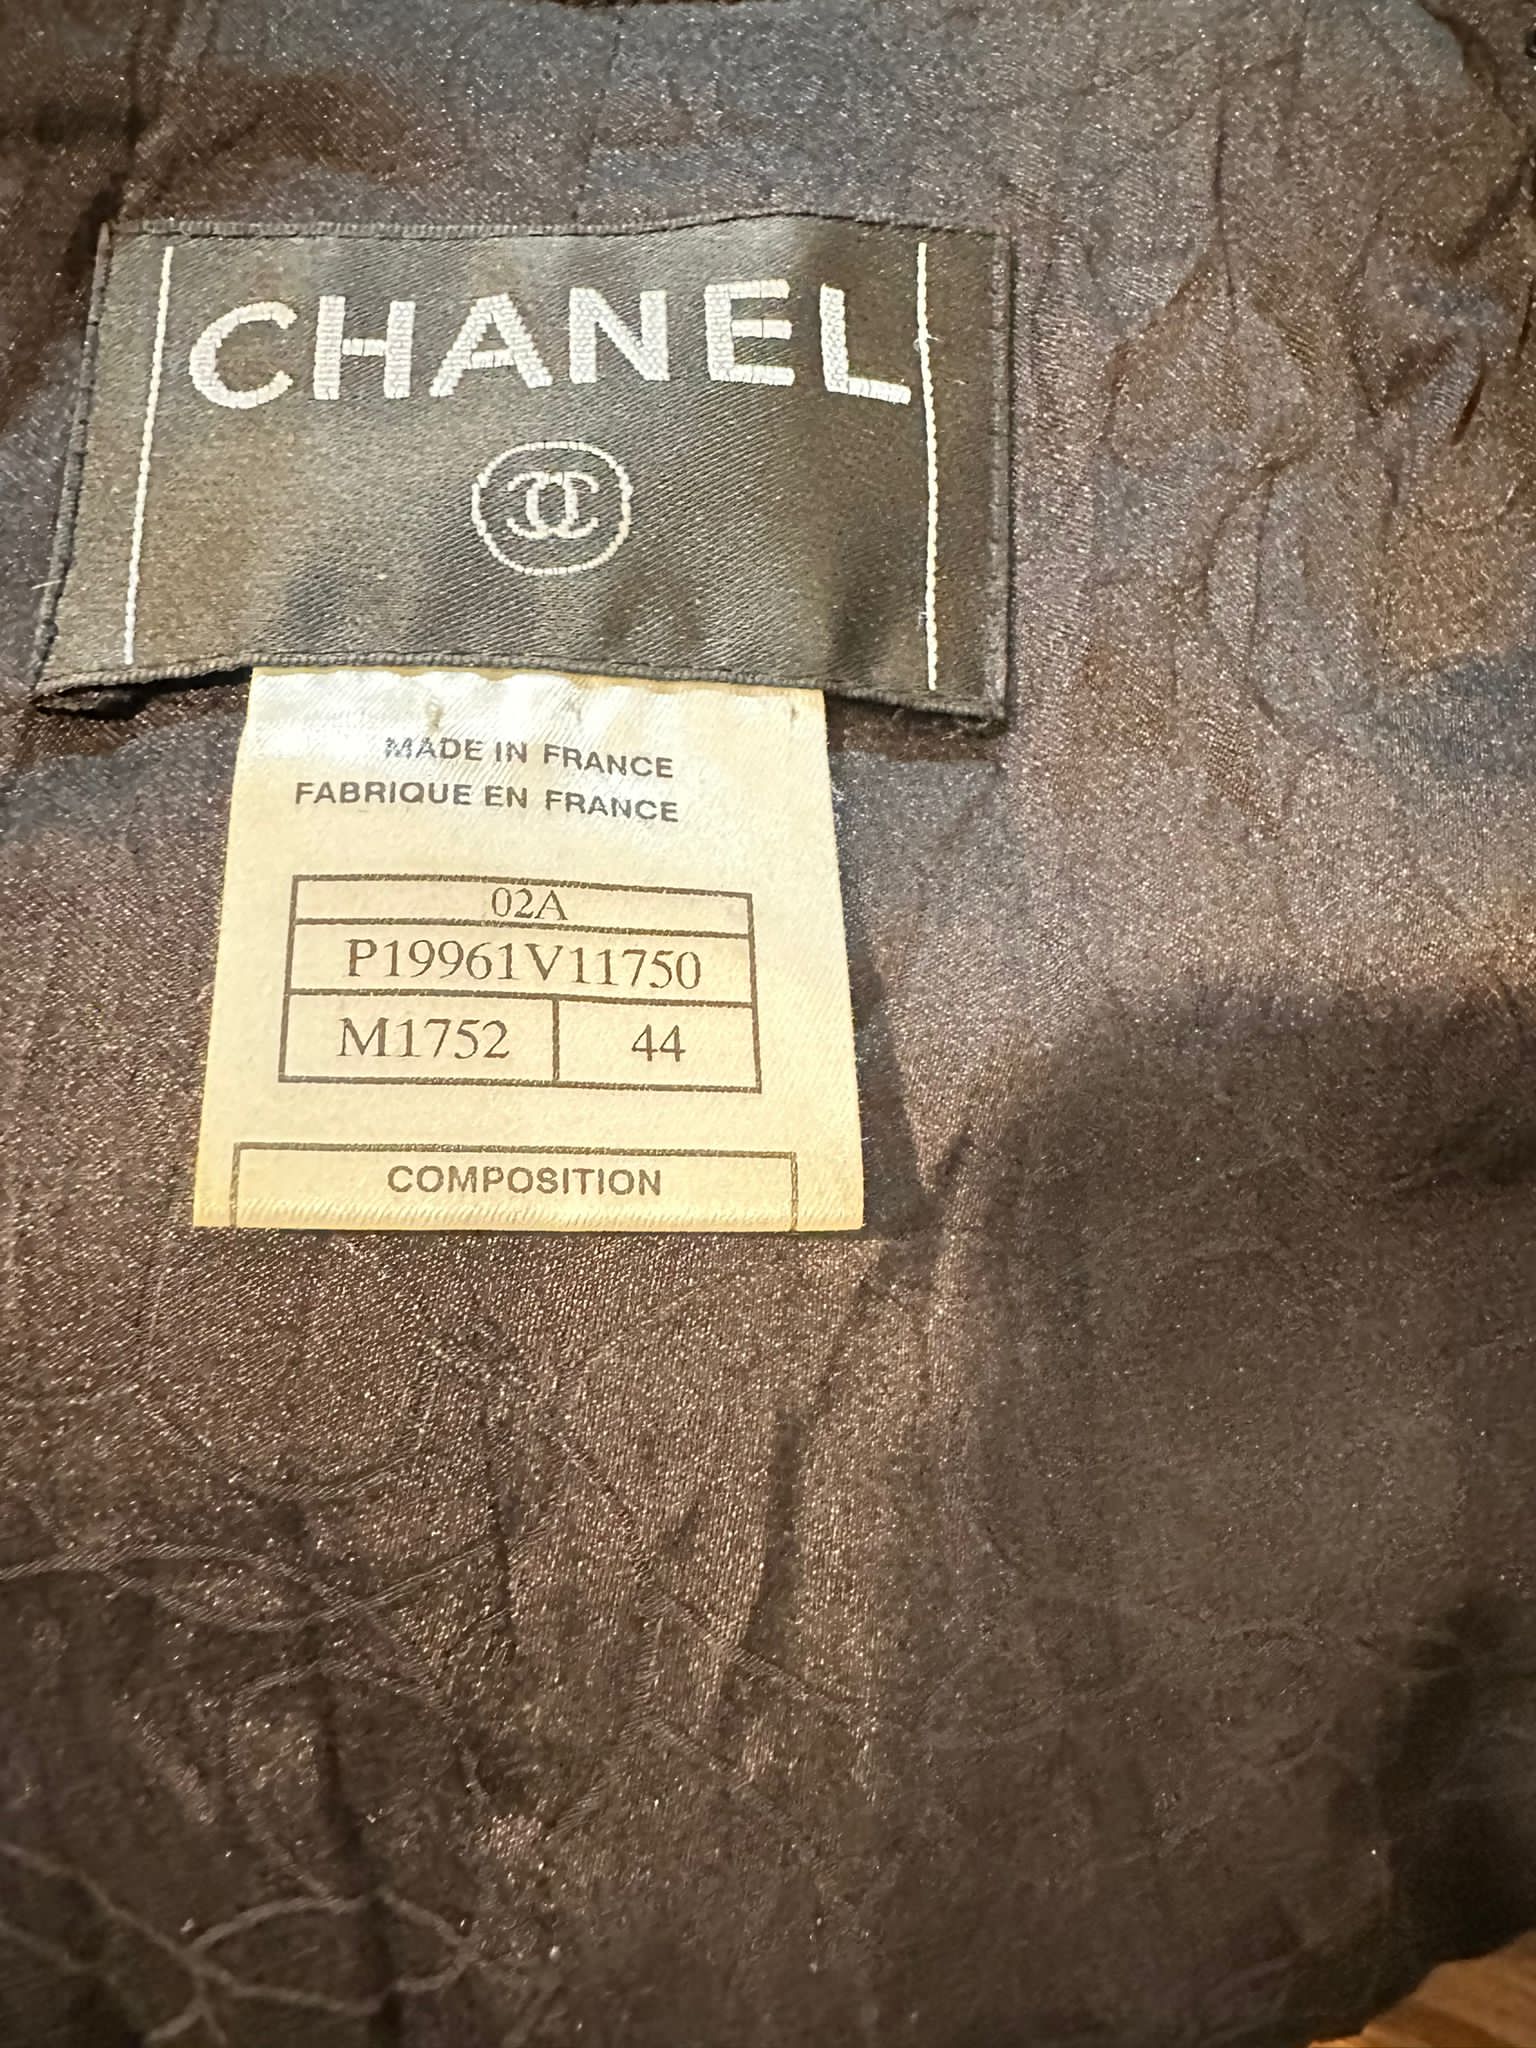 CHANEL
MADE IN FRANCE
FABRIQUE EN FRANCE
02A
P19961V11750
M1752 44
COMPOSITION